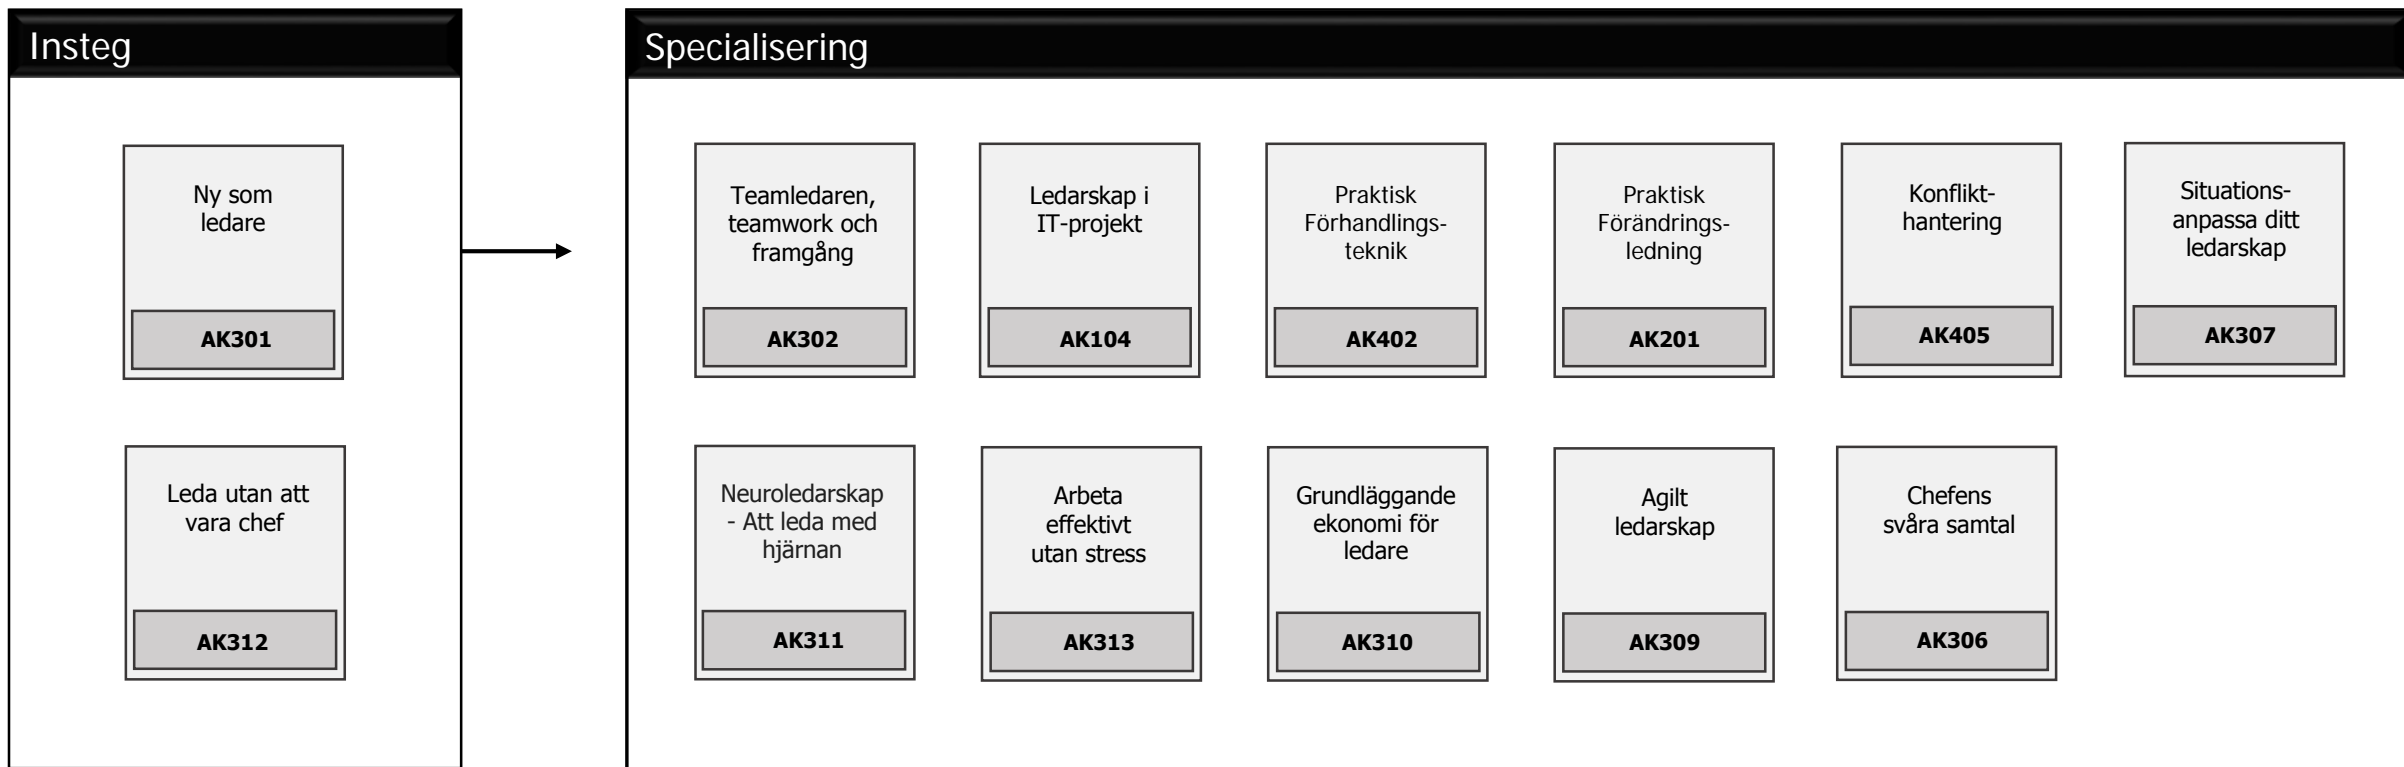 Insteg
Ny som
ledare
AK301
Leda utan att
vara chef
AK312
Specialisering
Teamledaren,
teamwork och
framgång
AK302
Ledarskap i
IT-projekt
AK104
Praktisk
Förhandlings-
teknik
AK402
Praktisk
Förändrings-
ledning
AK201
Konflikt-
hantering
AK405
Situations-
anpassa ditt
ledarskap
AK307
Neuroledarskap
- Att leda med
hjärnan
AK311
Arbeta
effektivt
utan stress
AK313
Grundläggande
ekonomi för
ledare
AK310
Agilt
ledarskap
AK309
Chefens
svåra samtal
AK306